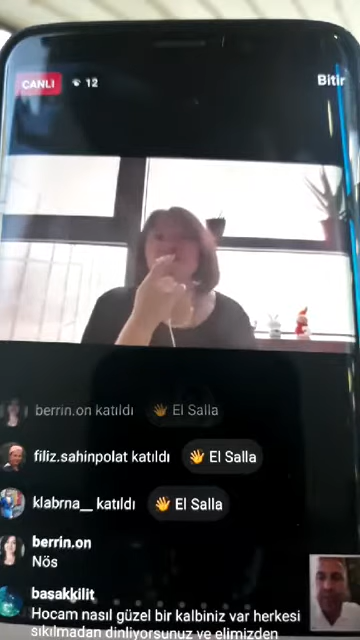 CANLI 12
Bitir
berrin.on katıldı 👋 El Salla
filiz.sahinpolat katıldı 👋 El Salla
klabrna__ katıldı 👋 El Salla
berrin.on
Nös
basakkilit
Hocam nasıl güzel bir kalbiniz var herkesi
sıkılmadan dinliyorsunuz ve elimizden